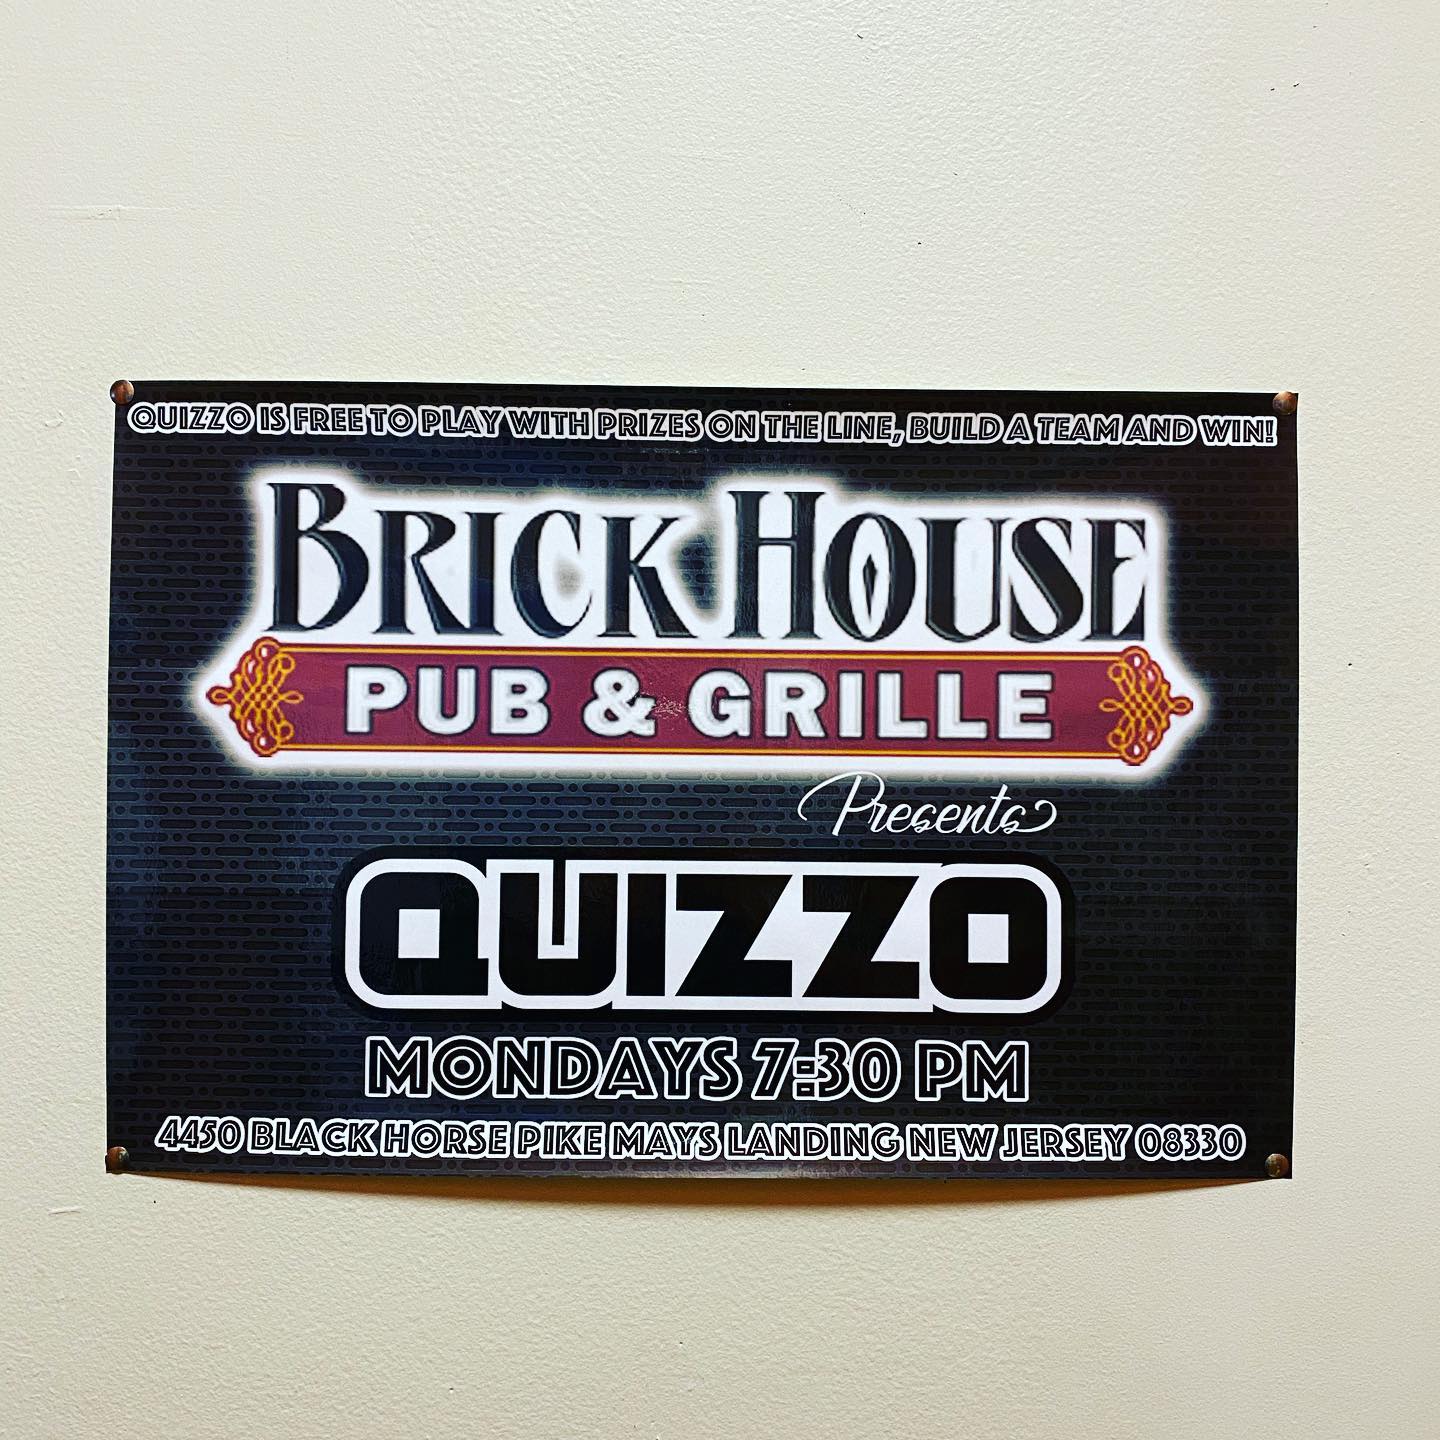 QUIZZO IS FREE TO PLAY WITH PRIZES ON THE LINE, BUILD A TEAM AND WIN!
BRICK HOUSE
PUB & GRILLE
Presents
QUIZZO
MONDAYS 7:30 PM
4450 BLACK HORSE PIKE MAYS LANDING NEW JERSEY 08330